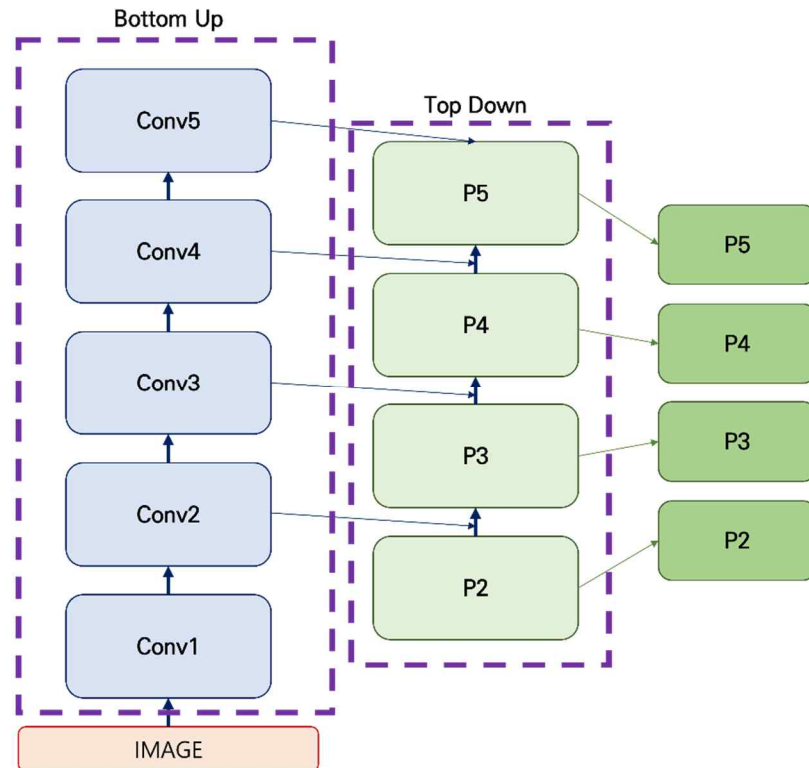 Bottom Up
Conv5
Conv4
Conv3
Conv2
Conv1
IMAGE
Top Down
P5
P4
P3
P2
P5
P4
P3
P2